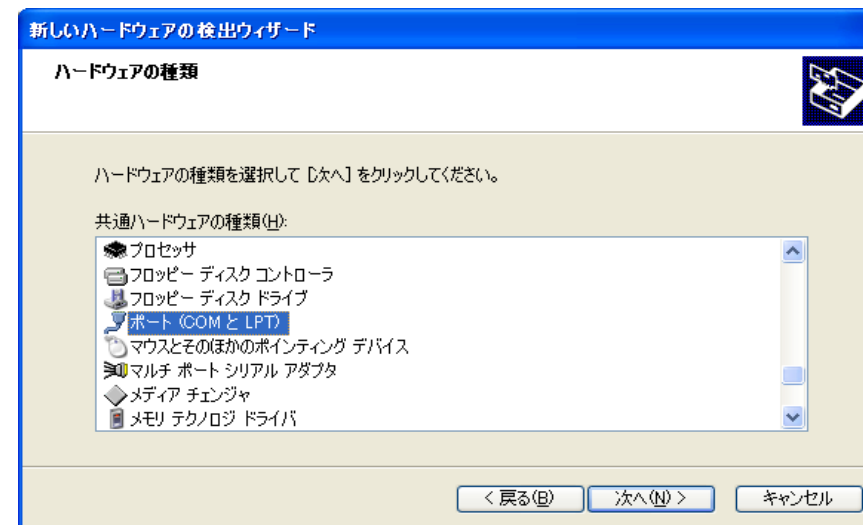 新しいハードウェアの検出ウィザード
ハードウェアの種類
ハードウェアの種類を選択して [次へ] をクリックしてください。
共通ハードウェアの種類(H):
プロセッサ
フロッピー ディスク コントローラ
フロッピー ディスク ドライブ
ポート (COM と LPT)
マウスとそのほかのポインティング デバイス
マルチ ポート シリアル アダプタ
メディア チェンジャ
メモリ テクノロジ ドライバ
< 戻る(B) 次へ(N) > キャンセル